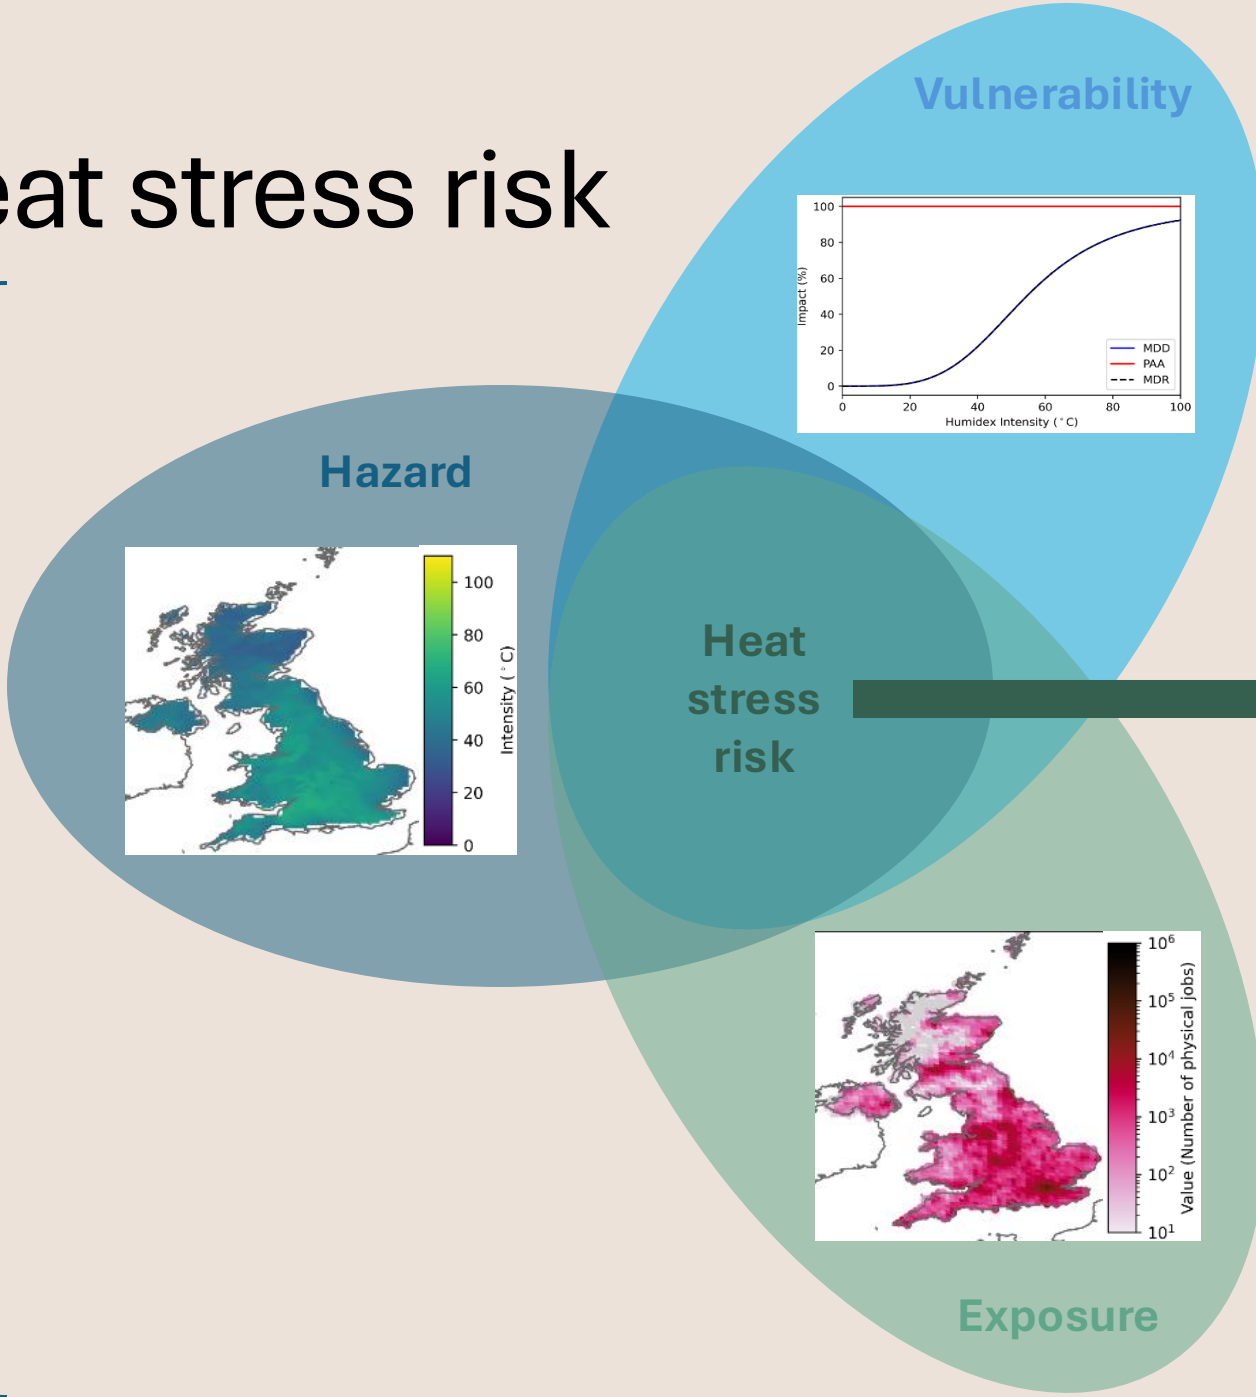 eat stress risk
Vulnerability
100
80
60
40
20
0
Impact (%)
MDD
PAA
MDR
0 20 40 60 80 100
Humidex Intensity (°C)
Hazard
100
80
60
40
20
0
Intensity (°C)
Heat
stress
risk
10⁶
10⁵
10⁴
10³
10²
10¹
Value (Number of physical jobs)
Exposure